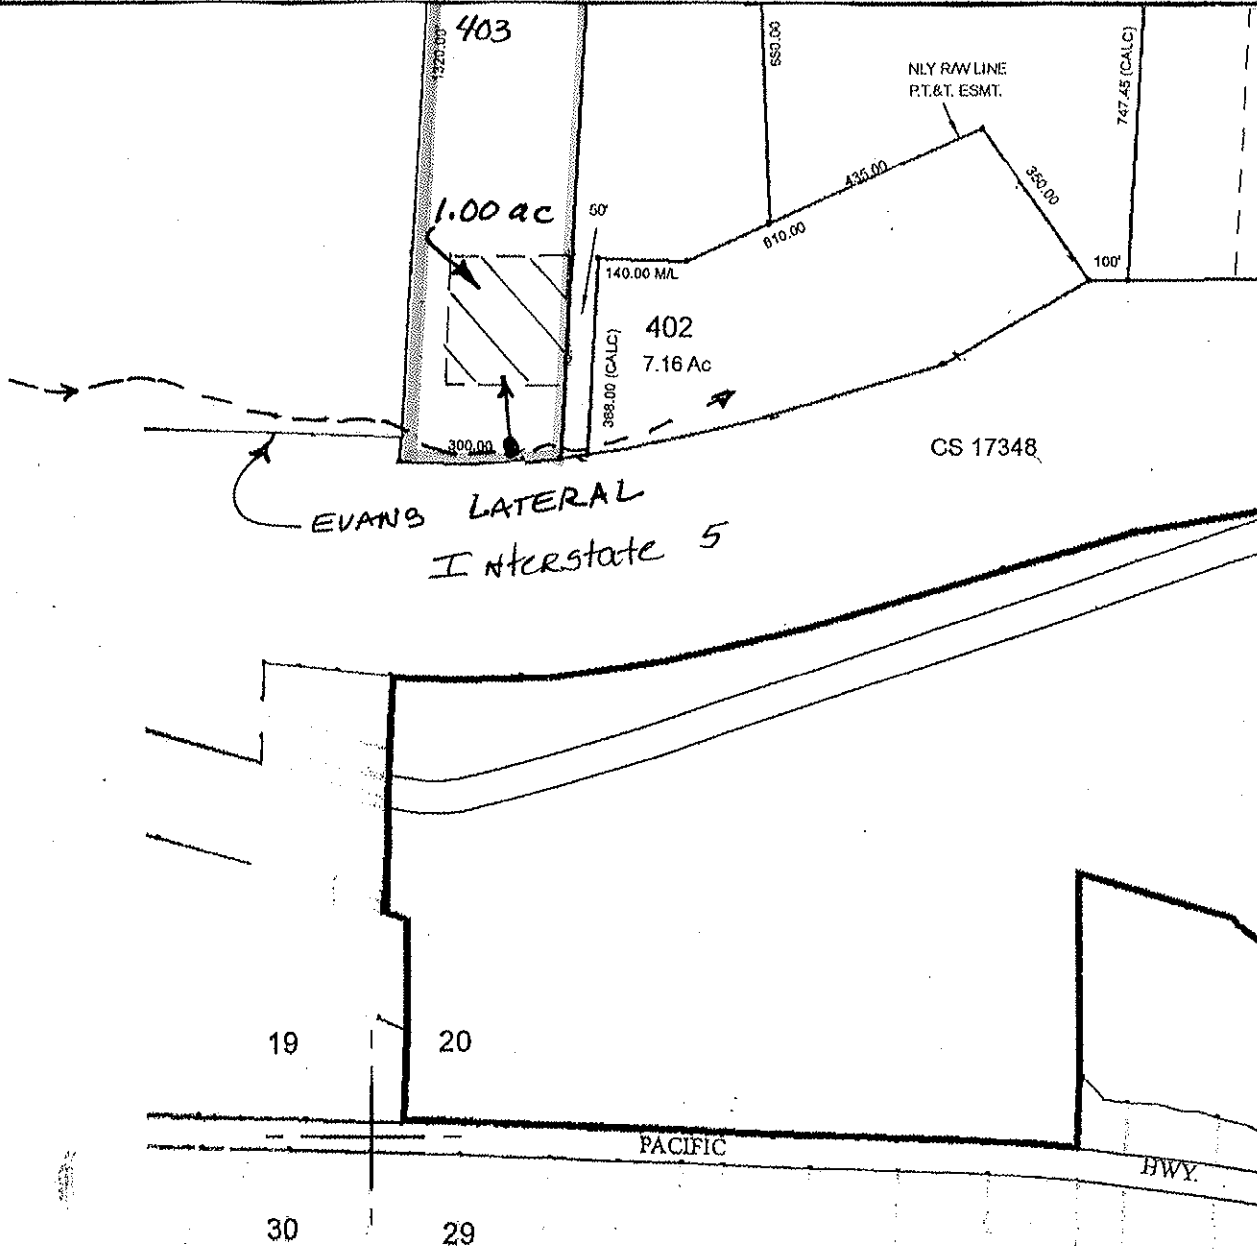 403
1320.00
660.00
NLY R/W LINE
P.T.&T. ESMT.
747.45 (CALC)
435.00
350.00
1.00 ac
50'
610.00
100'
140.00 M/L
402
7.16 Ac
368.00 (CALC)
300.00
CS 17348
EVANS LATERAL
Interstate 5
19
20
PACIFIC
HWY.
30
29